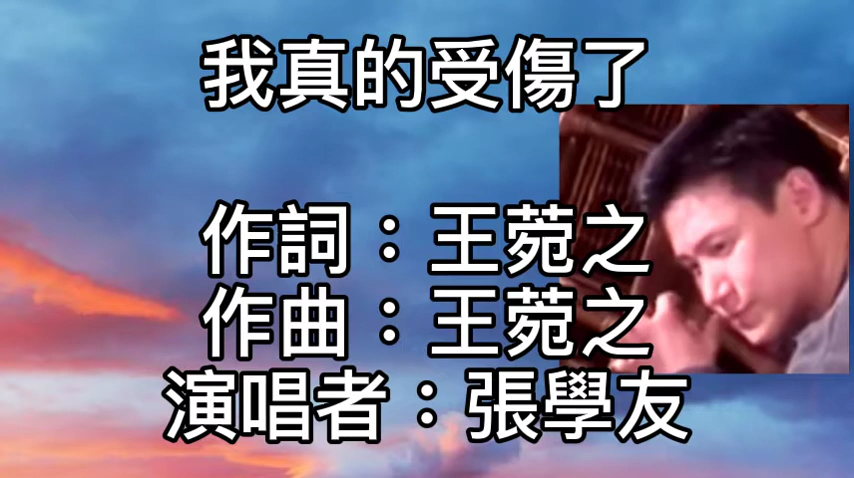 我真的受傷了
作詞：王菀之
作曲：王菀之
演唱者：張學友